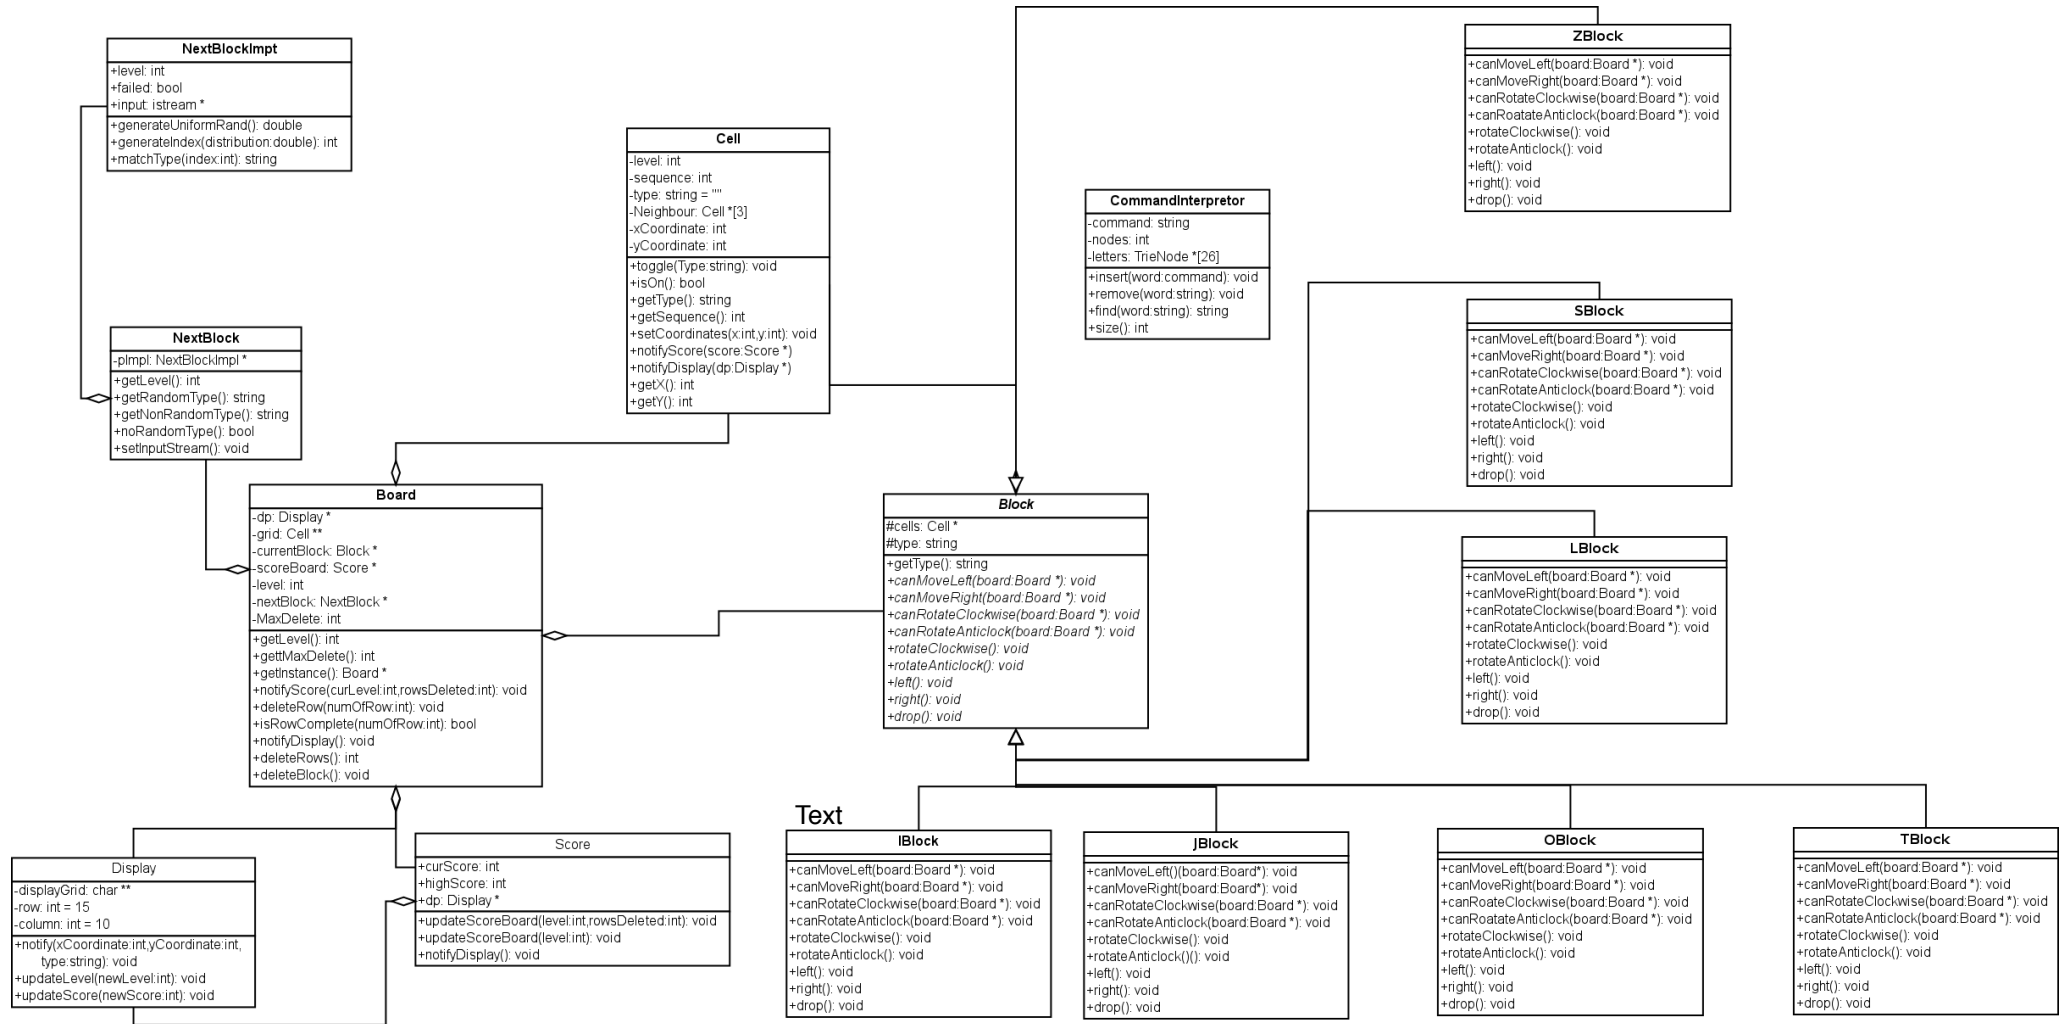 NextBlockImpt
+level: int
+failed: bool
+input: istream *
+generateUniformRand(): double
+generateIndex(distribution:double): int
+matchType(index:int): string
NextBlock
-pImpl: NextBlockImpl *
+getLevel(): int
+getRandomType(): string
+getNonRandomType(): string
+noRandomType(): bool
+setInputStream(): void
Cell
-level: int
-sequence: int
-type: string = ""
-Neighbour: Cell *[3]
-xCoordinate: int
-yCoordinate: int
+toggle(Type:string): void
+isOn(): bool
+getType(): string
+getSequence(): int
+setCoordinates(x:int,y:int): void
+notifyScore(score:Score *)
+notifyDisplay(dp:Display *)
+getX(): int
+getY(): int
CommandInterpretor
-command: string
-nodes: int
-letters: TrieNode *[26]
+insert(word:command): void
+remove(word:string): void
+find(word:string): string
+size(): int
ZBlock
+canMoveLeft(board:Board *): void
+canMoveRight(board:Board *): void
+canRotateClockwise(board:Board *): void
+canRoatateAnticlock(board:Board *): void
+rotateClockwise(): void
+rotateAnticlock(): void
+left(): void
+right(): void
+drop(): void
SBlock
+canMoveLeft(board:Board *): void
+canMoveRight(board:Board *): void
+canRotateClockwise(board:Board *): void
+canRotateAnticlock(board:Board *): void
+rotateClockwise(): void
+rotateAnticlock(): void
+left(): void
+right(): void
+drop(): void
LBlock
+canMoveLeft(board:Board *): void
+canMoveRight(board:Board *): void
+canRotateClockwise(board:Board *): void
+canRotateAnticlock(board:Board *): void
+rotateClockwise(): void
+rotateAnticlock(): void
+left(): void
+right(): void
+drop(): void
Board
-dp: Display *
-grid: Cell **
-currentBlock: Block *
-scoreBoard: Score *
-level: int
-nextBlock: NextBlock *
-MaxDelete: int
+getLevel(): int
+gettMaxDelete(): int
+getInstance(): Board *
+notifyScore(curLevel:int,rowsDeleted:int): void
+deleteRow(numOfRow:int): void
+isRowComplete(numOfRow:int): bool
+notifyDisplay(): void
+deleteRows(): int
+deleteBlock(): void
Block
#cells: Cell *
#type: string
+getType(): string
+canMoveLeft(board:Board *): void
+canMoveRight(board:Board *): void
+canRotateClockwise(board:Board *): void
+canRotateAnticlock(board:Board *): void
+rotateClockwise(): void
+rotateAnticlock(): void
+left(): void
+right(): void
+drop(): void
Display
-displayGrid: char **
-row: int = 15
-column: int = 10
+notify(xCoordinate:int,yCoordinate:int,
type:string): void
+updateLevel(newLevel:int): void
+updateScore(newScore:int): void
Score
+curScore: int
+highScore: int
+dp: Display *
+updateScoreBoard(level:int,rowsDeleted:int): void
+updateScoreBoard(level:int): void
+notifyDisplay(): void
Text
IBlock
+canMoveLeft(board:Board *): void
+canMoveRight(board:Board *): void
+canRotateClockwise(board:Board *): void
+canRotateAnticlock(board:Board *): void
+rotateClockwise(): void
+rotateAnticlock(): void
+left(): void
+right(): void
+drop(): void
JBlock
+canMoveLeft()(board:Board*): void
+canMoveRight(board:Board*): void
+canRotateClockwise(board:Board *): void
+canRotateAnticlock(board:Board *): void
+rotateClockwise(): void
+rotateAnticlock()(): void
+left(): void
+right(): void
+drop(): void
OBlock
+canMoveLeft(board:Board *): void
+canMoveRight(board:Board *): void
+canRoateClockwise(board:Board *): void
+canRoatateAnticlock(board:Board *): void
+rotateClockwise(): void
+rotateAnticlock(): void
+left(): void
+right(): void
+drop(): void
TBlock
+canMoveLeft(board:Board *): void
+canMoveRight(board:Board *): void
+canRotateClockwise(board:Board *): void
+canRotateAnticlock(board:Board *): void
+rotateClockwise(): void
+rotateAnticlock(): void
+left(): void
+right(): void
+drop(): void